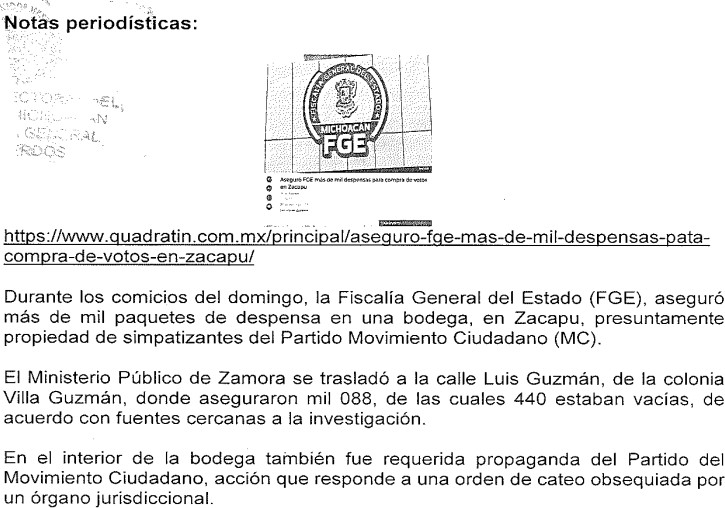 Notas periodísticas:
GENERAL
FISCALÍA GENERAL DEL ESTADO
MICHOACÁN
FGE
Aseguró FGE más de mil despensas para compra de votos
en Zacapu
https://www.quadratin.com.mx/principal/aseguro-fge-mas-de-mil-despensas-pata-
compra-de-votos-en-zacapu/
Durante los comicios del domingo, la Fiscalía General del Estado (FGE), aseguró
más de mil paquetes de despensa en una bodega, en Zacapu, presuntamente
propiedad de simpatizantes del Partido Movimiento Ciudadano (MC).
El Ministerio Público de Zamora se trasladó a la calle Luis Guzmán, de la colonia
Villa Guzmán, donde aseguraron mil 088, de las cuales 440 estaban vacías, de
acuerdo con fuentes cercanas a la investigación.
En el interior de la bodega también fue requerida propaganda del Partido del
Movimiento Ciudadano, acción que responde a una orden de cateo obsequiada por
un órgano jurisdiccional.